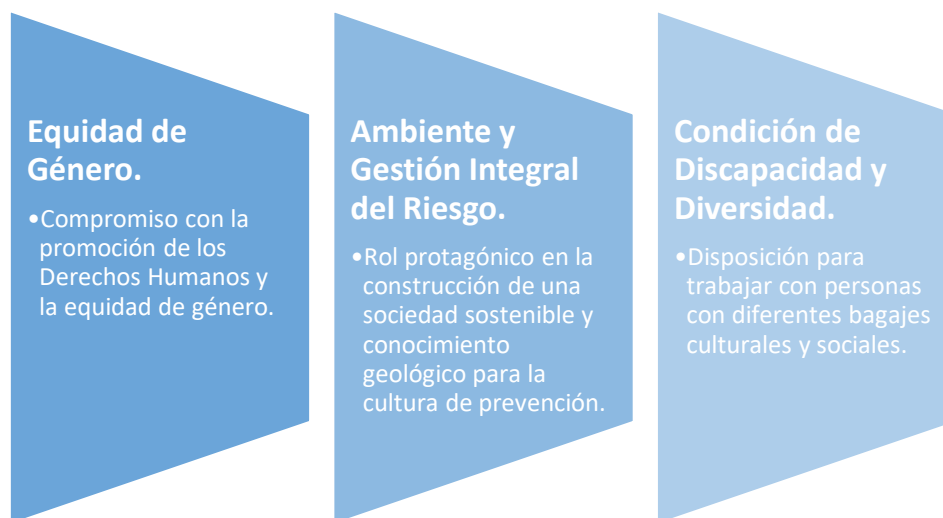 Equidad de
Género.
•Compromiso con la
promoción de los
Derechos Humanos y
la equidad de género.
Ambiente y
Gestión Integral
del Riesgo.
•Rol protagónico en la
construcción de una
sociedad sostenible y
conocimiento
geológico para la
cultura de prevención.
Condición de
Discapacidad y
Diversidad.
•Disposición para
trabajar con personas
con diferentes bagajes
culturales y sociales.